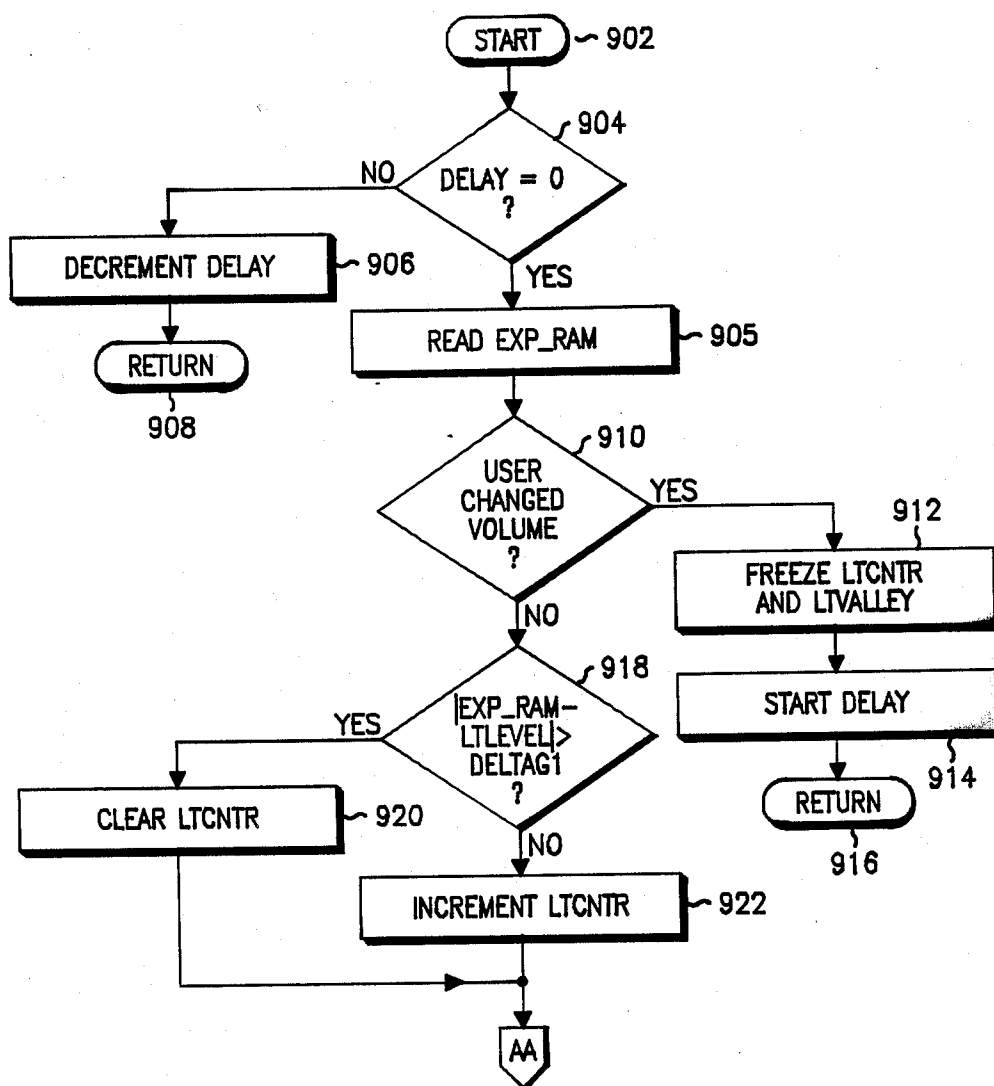 START
902
904
DELAY = 0
?
NO
YES
DECREMENT DELAY
906
READ EXP_RAM
905
RETURN
908
910
USER
CHANGED
VOLUME
?
YES
NO
912
FREEZE LTCNTR
AND LTVALLEY
START DELAY
914
RETURN
916
918
|EXP_RAM–
LTLEVEL|>
DELTAG1
?
YES
NO
CLEAR LTCNTR
920
INCREMENT LTCNTR
922
AA